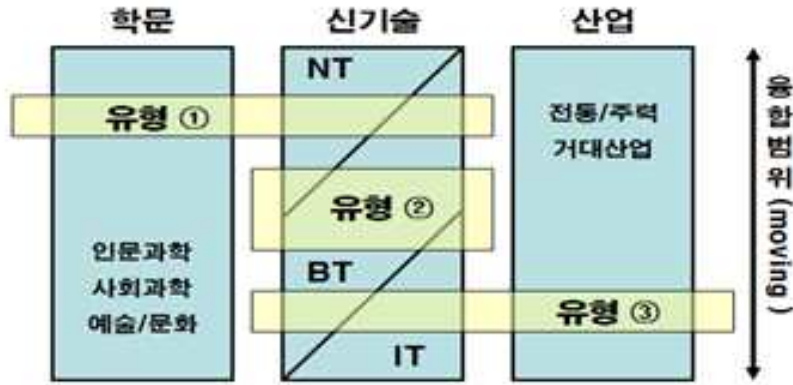 학문
신기술
산업
NT
유형 ①
전통/주력
거대산업
유형 ②
인문과학
사회과학
예술/문화
BT
유형 ③
IT
융합범위(moving)